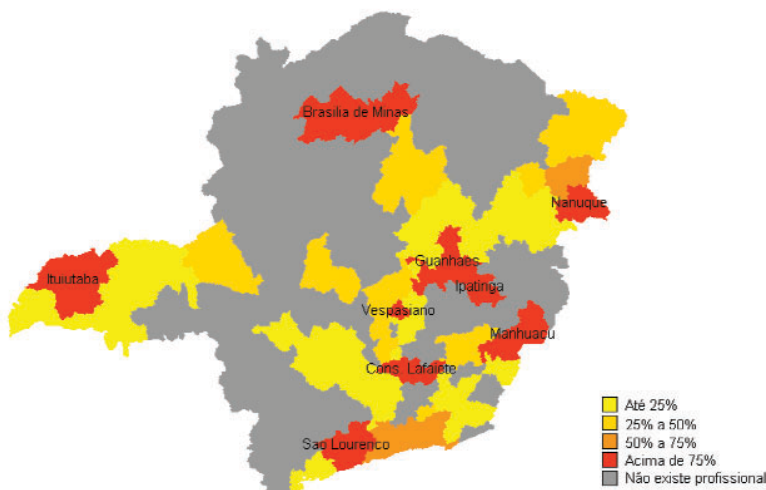 Brasilia de Minas
Nanuque
Guanhaes
Ituiutaba
Ipatinga
Vespasiano
Manhuaçu
Cons. Lafaiete
Sao Lourenco
Até 25%
25% a 50%
50% a 75%
Acima de 75%
Não existe profissional